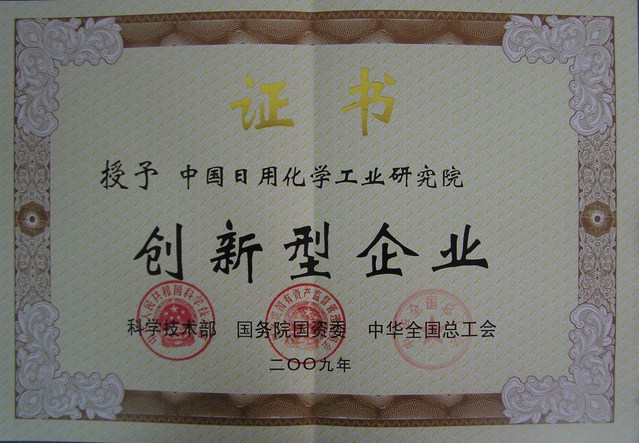 证书
授予 中国日用化学工业研究院
创新型企业
科学技术部 国务院国资委 中华全国总工会
二〇〇九年